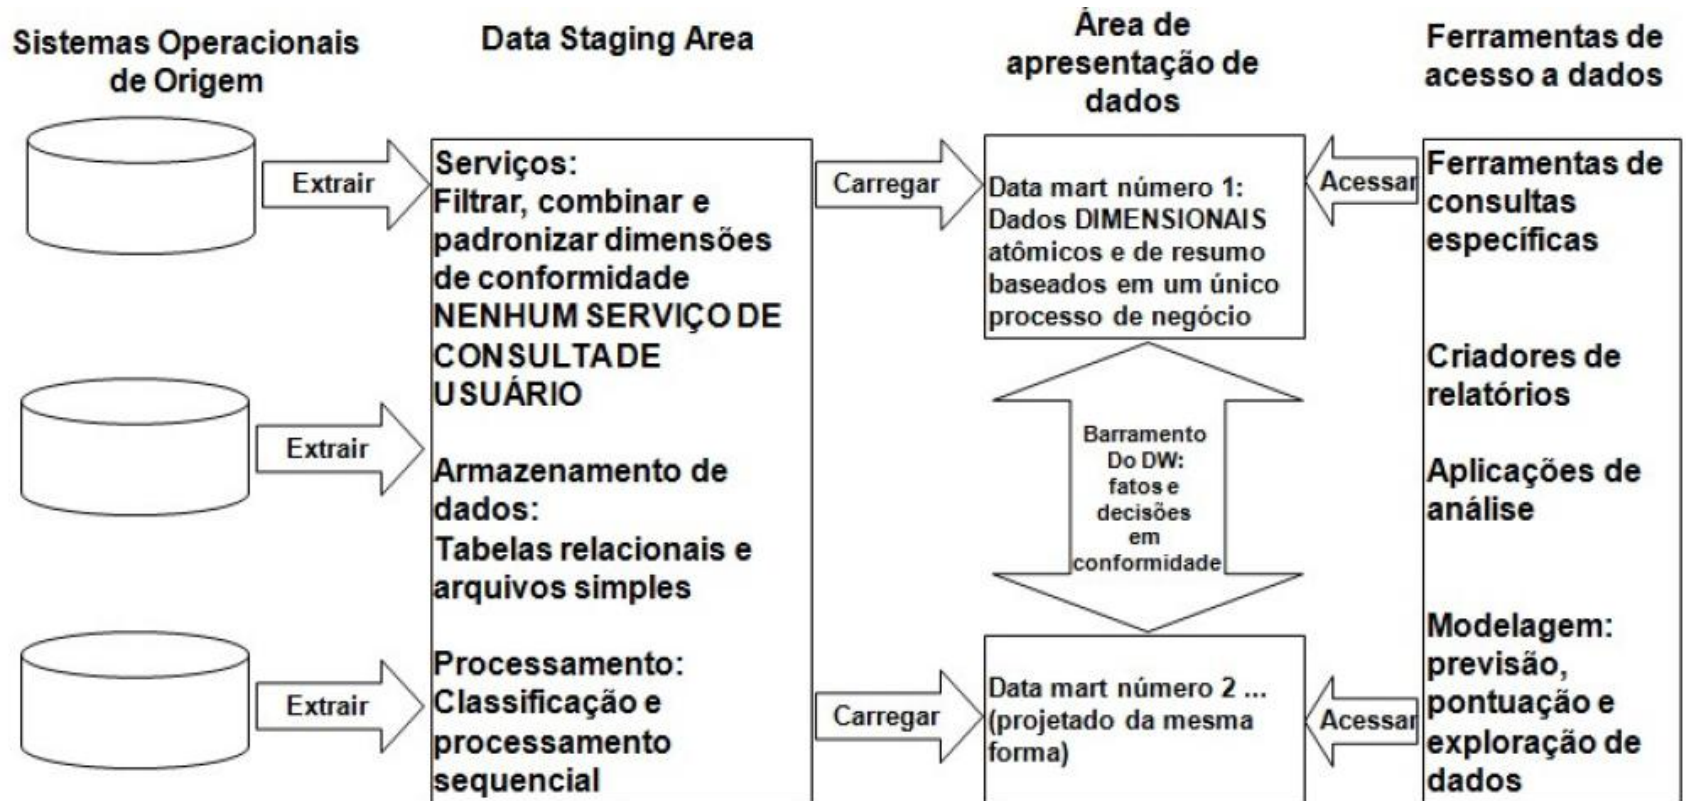 Sistemas Operacionais
de Origem
Data Staging Area
Área de
apresentação de
dados
Ferramentas de
acesso a dados
Extrair
Extrair
Extrair
Serviços:
Filtrar, combinar e
padronizar dimensões
de conformidade
NENHUM SERVIÇO DE
CONSULTA DE
USUÁRIO
Armazenamento de
dados:
Tabelas relacionais e
arquivos simples
Processamento:
Classificação e
processamento
sequencial
Carregar
Carregar
Data mart número 1:
Dados DIMENSIONAIS
atômicos e de resumo
baseados em um único
processo de negócio
Barramento
Do DW:
fatos e
decisões
em
conformidade
Data mart número 2 ...
(projetado da mesma
forma)
Acessar
Acessar
Ferramentas de
consultas
específicas
Criadores de
relatórios
Aplicações de
análise
Modelagem:
previsão,
pontuação e
exploração de
dados